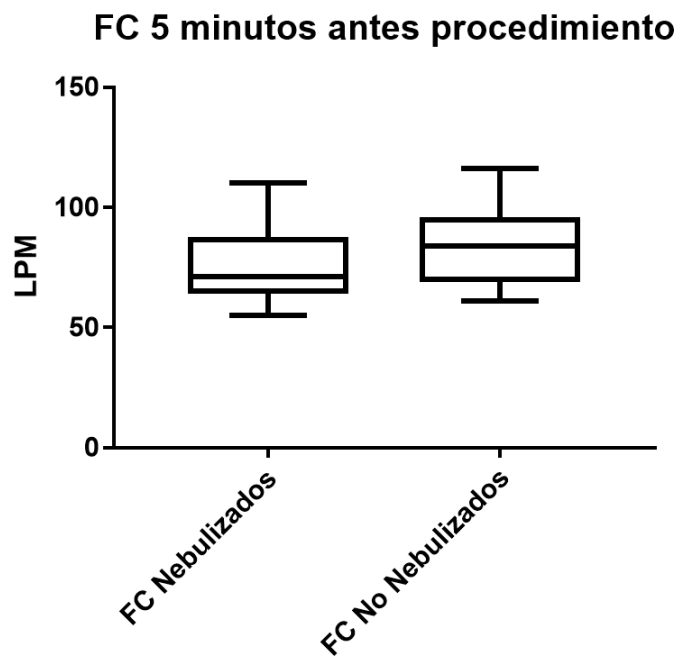 FC 5 minutos antes procedimiento
150
100
50
0
LPM
FC Nebulizados
FC No Nebulizados